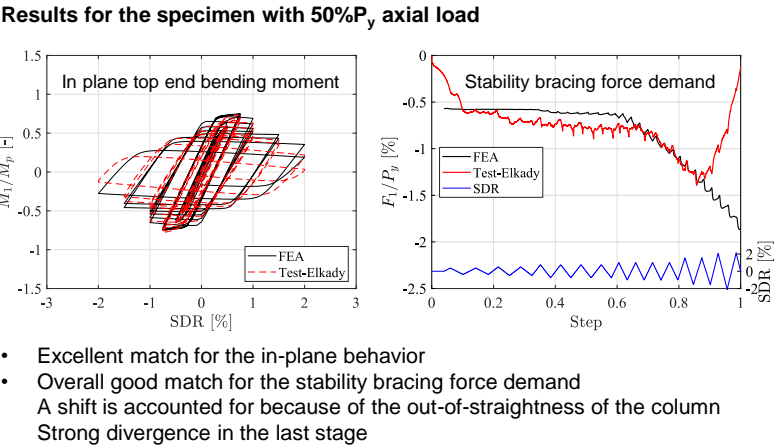 Results for the specimen with 50%Py axial load
1.5
1
0.5
0
-0.5
-1
-1.5
-3
-2
-1
0
1
2
3
M1/Mp [-]
SDR [%]
In plane top end bending moment
FEA
Test-Elkady
0
-0.5
-1
-1.5
-2
-2.5
0
0.2
0.4
0.6
0.8
1
F1/Py [%]
Step
Stability bracing force demand
FEA
Test-Elkady
SDR
2
0
-2
SDR [%]
• Excellent match for the in-plane behavior
• Overall good match for the stability bracing force demand
A shift is accounted for because of the out-of-straightness of the column
Strong divergence in the last stage